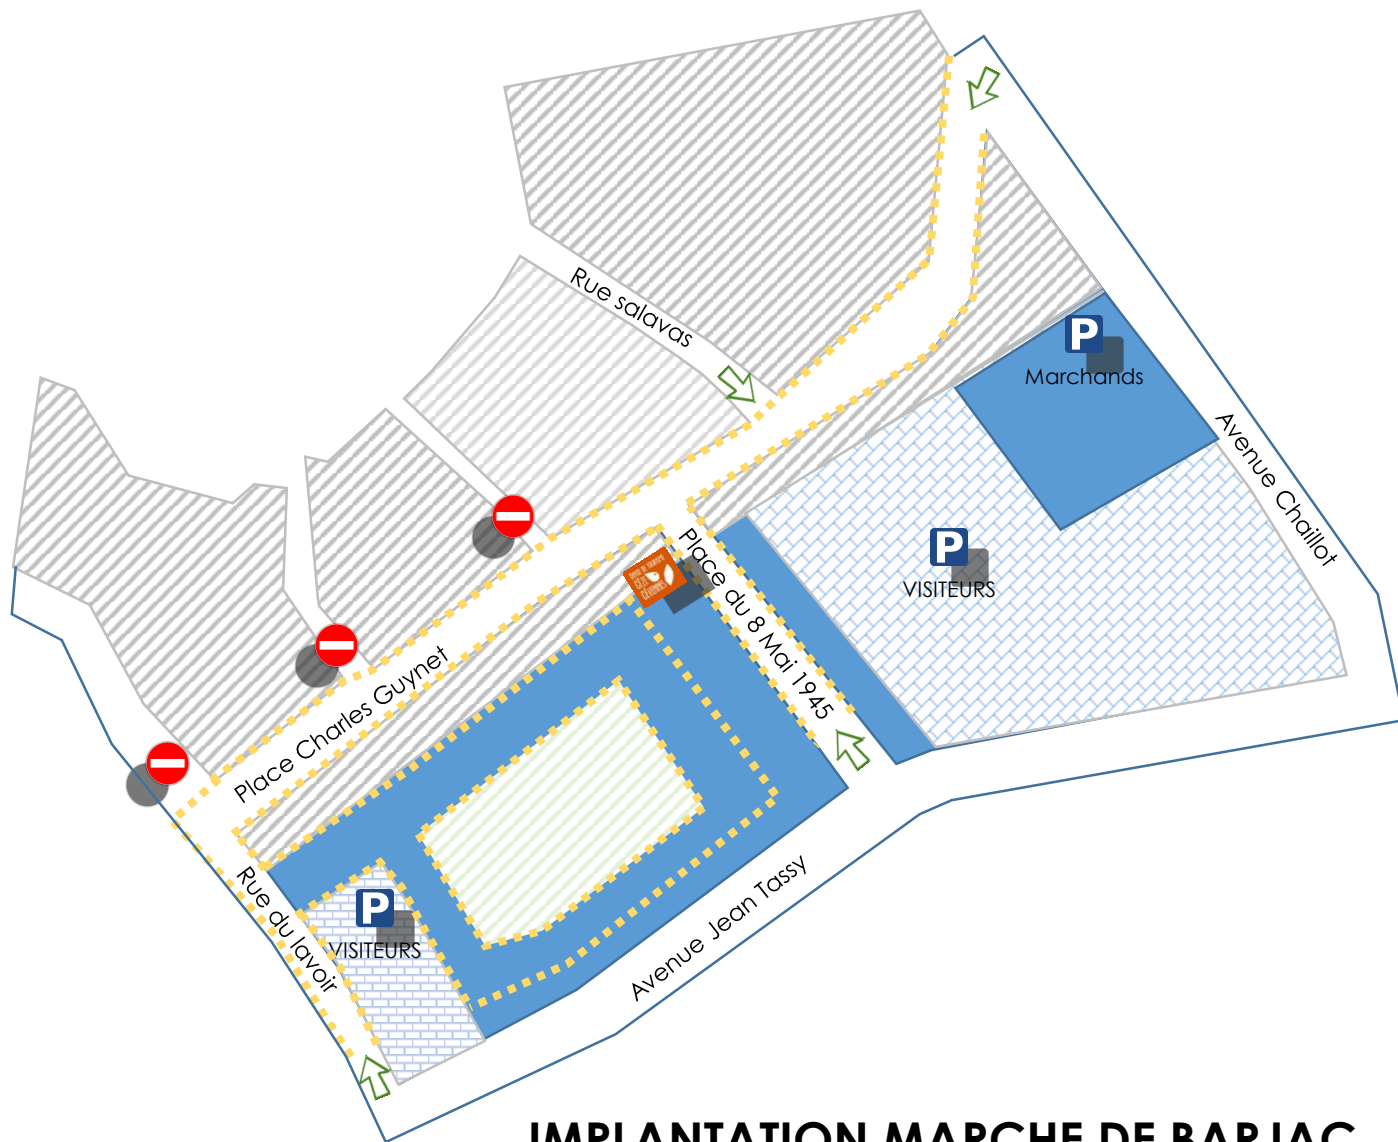 Rue salavas
P
Marchands
Avenue Chaillot
P
VISITEURS
Place du 8 Mai 1945
Place Charles Guynet
P
VISITEURS
Rue du lavoir
Avenue Jean Tassy
IMPLANTATION MARCHE DE BARJAC